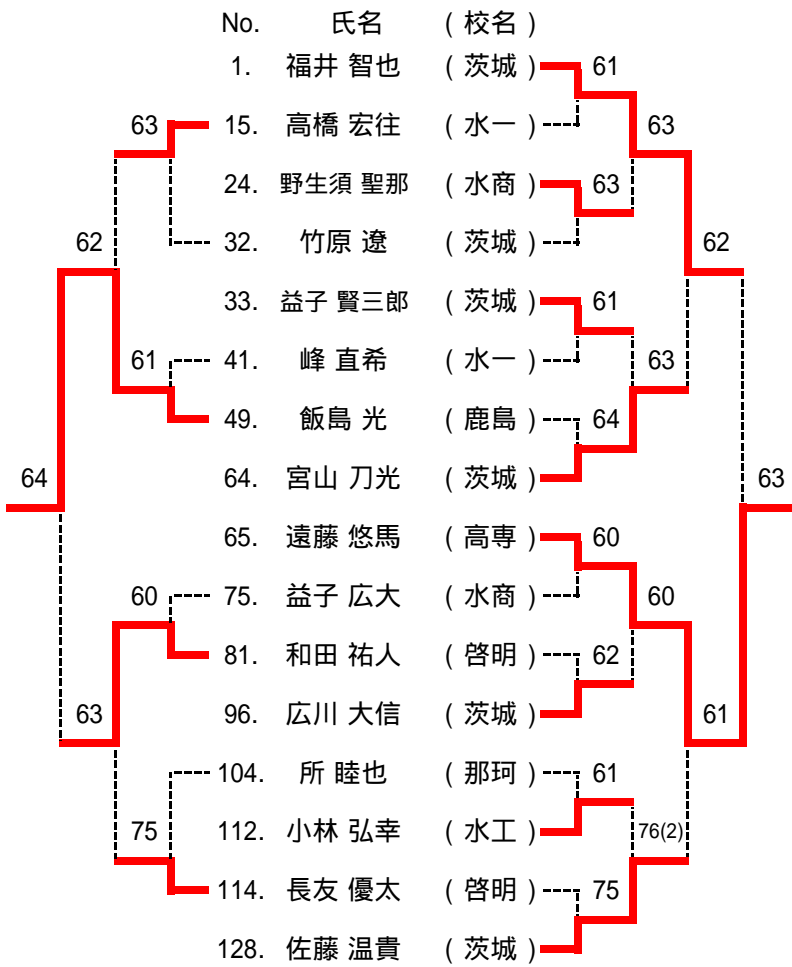 No. 氏名 (校名)
1. 福井 智也 (茨城) 61
63 15. 高橋 宏往 (水一) 63
24. 野生須 聖那 (水商) 63
62 32. 竹原 遼 (茨城) 62
33. 益子 賢三郎 (茨城) 61
61 41. 峰 直希 (水一) 63
49. 飯島 光 (鹿島) 64
64 64. 宮山 刀光 (茨城) 63
65. 遠藤 悠馬 (高専) 60
60 75. 益子 広大 (水商) 60
81. 和田 祐人 (啓明) 62
63 96. 広川 大信 (茨城) 61
104. 所 睦也 (那珂) 61
75 112. 小林 弘幸 (水工) 76(2)
114. 長友 優太 (啓明) 75
128. 佐藤 温貴 (茨城)